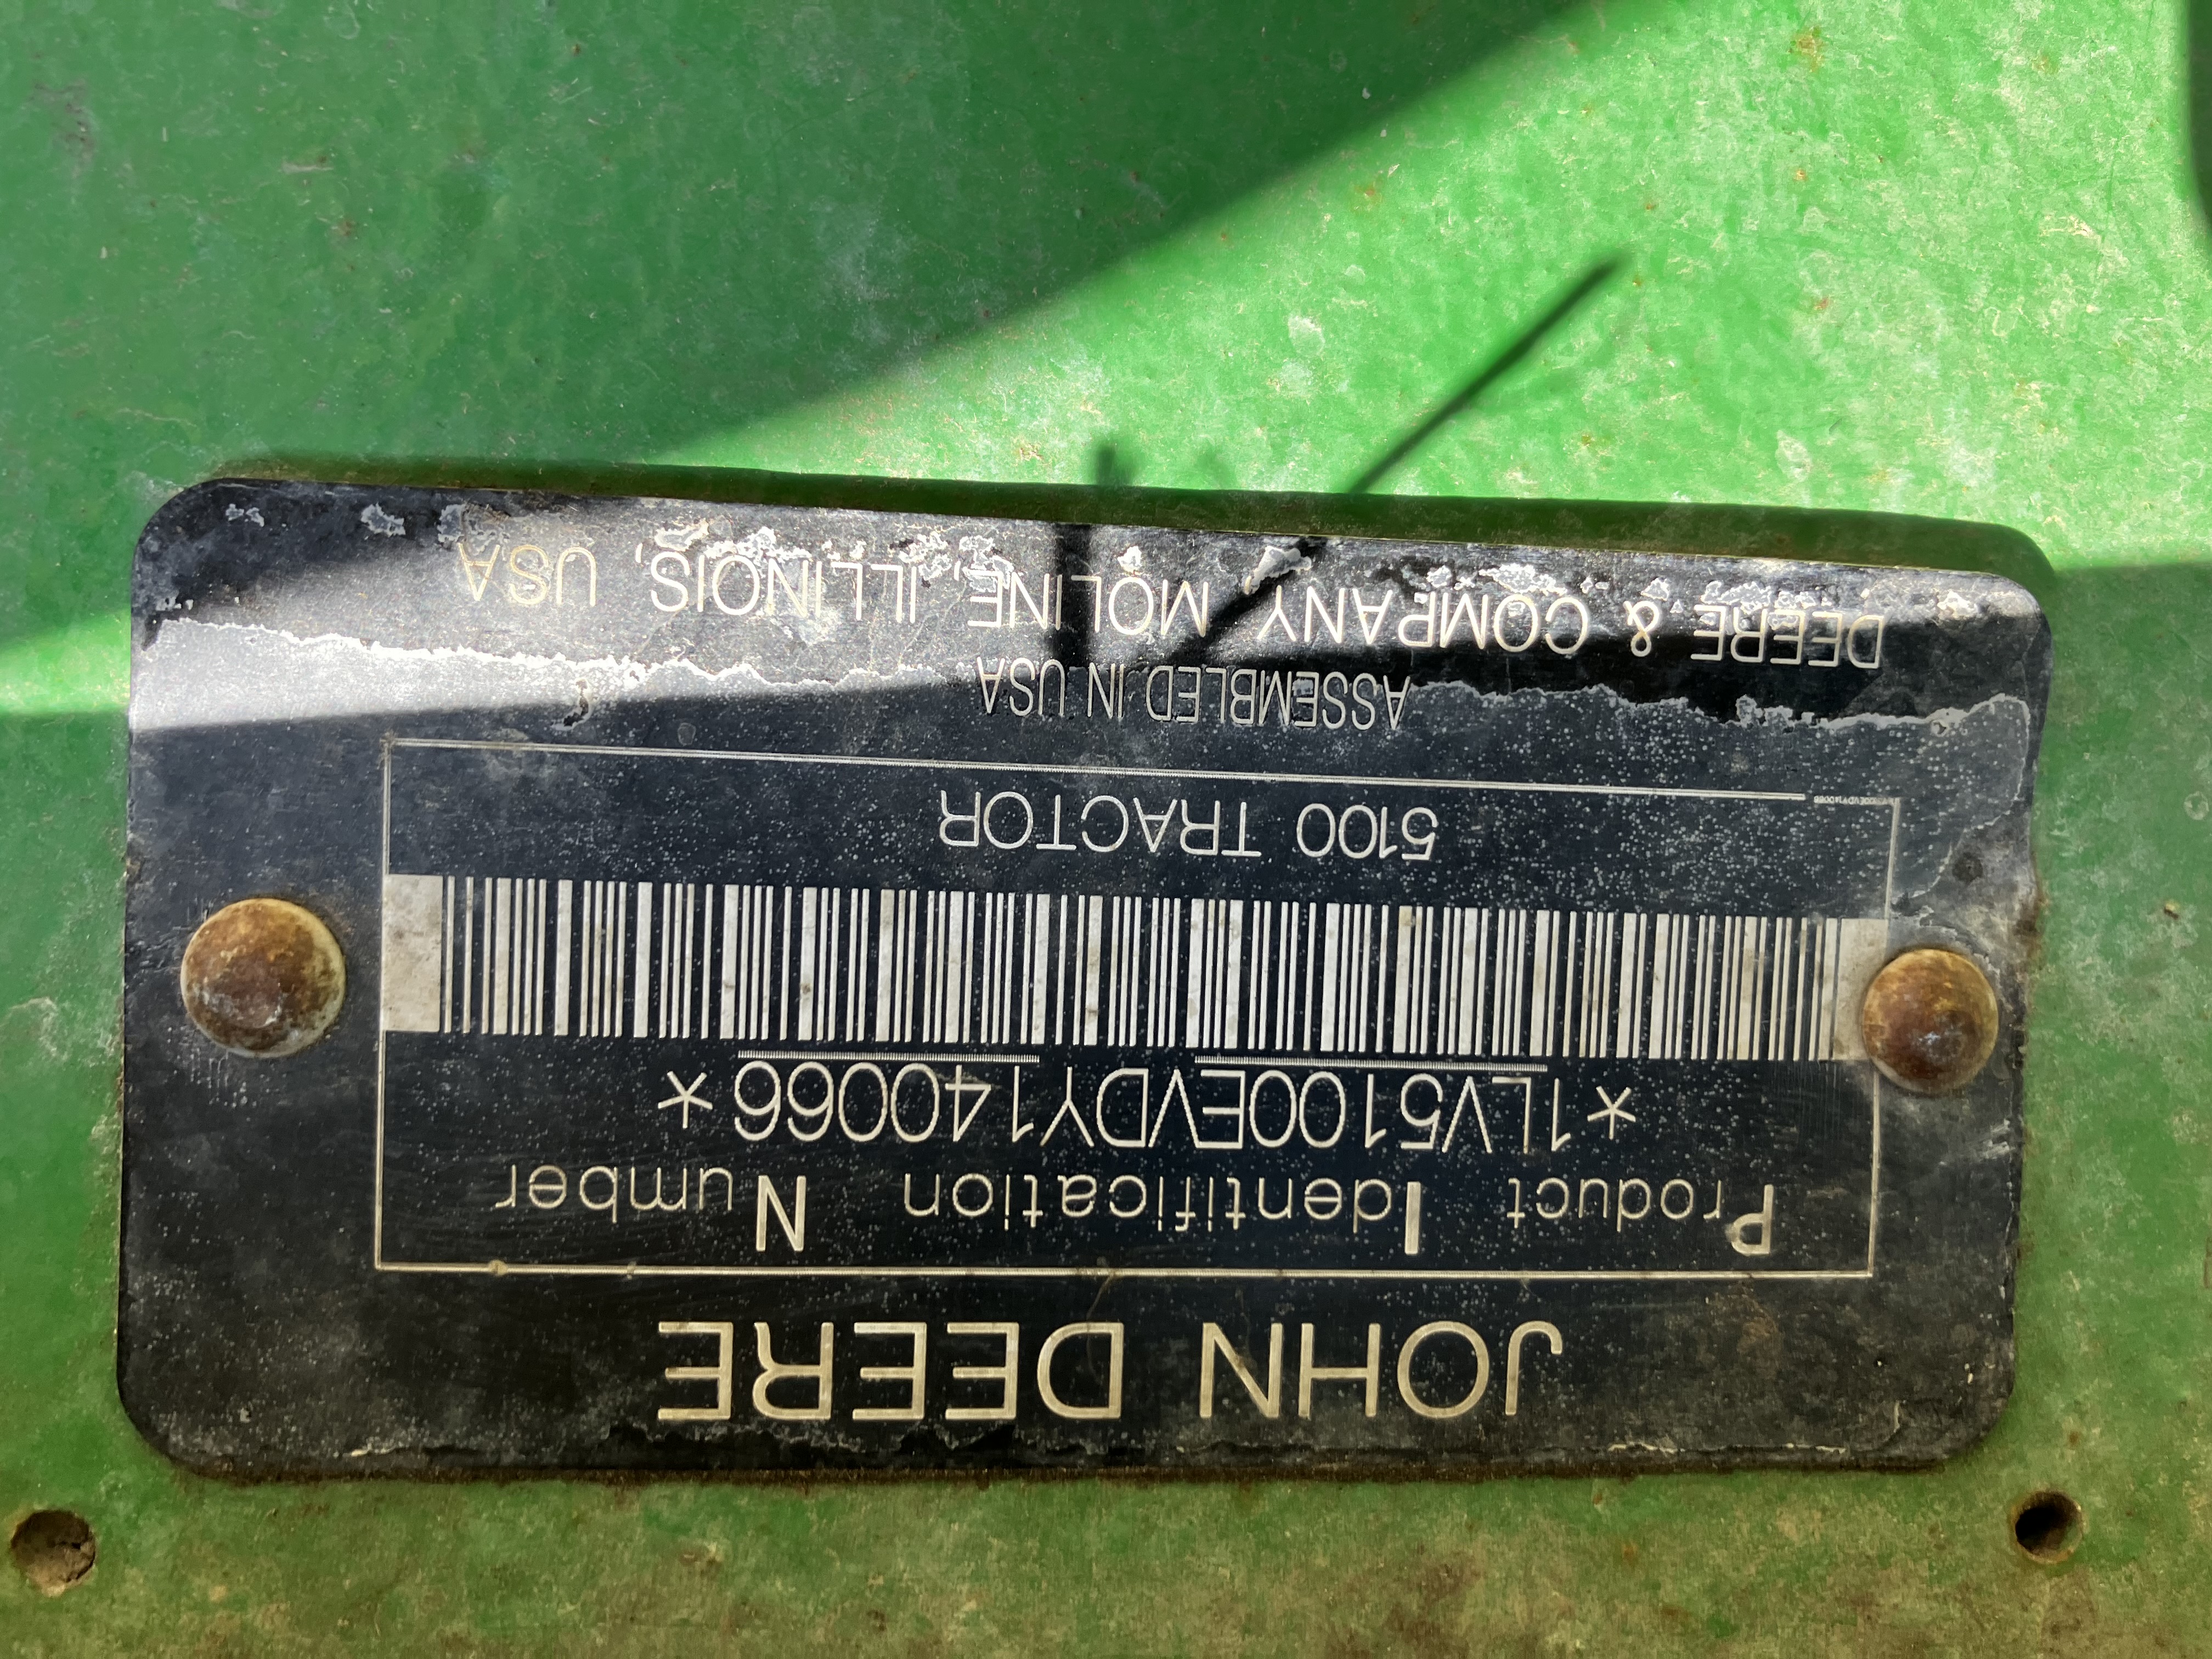 JOHN DEERE
Product Identification Number
*1LV5100EVDY140066*
5100 TRACTOR
ASSEMBLED IN USA
DEERE & COMPANY MOLINE, ILLINOIS, USA